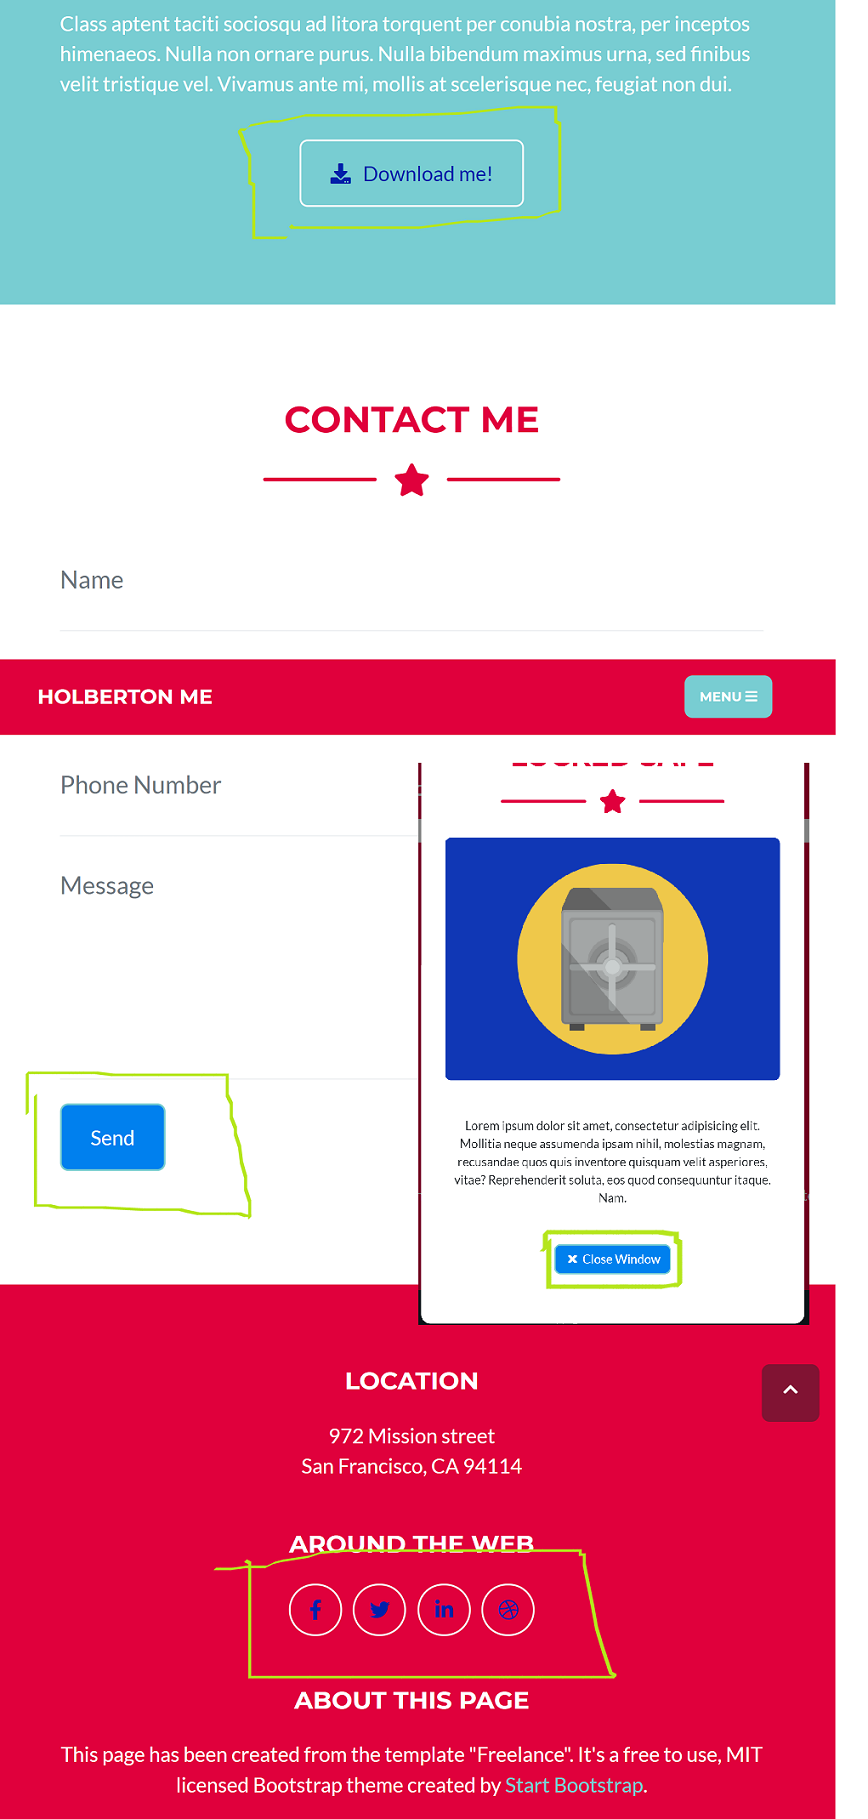 Class aptent taciti sociosqu ad litora torquent per conubia nostra, per inceptos
himenaeos. Nulla non ornare purus. Nulla bibendum maximus urna, sed finibus
velit tristique vel. Vivamus ante mi, mollis at scelerisque nec, feugiat non dui.
Download me!
CONTACT ME
Name
HOLBERTON ME
MENU
Phone Number
Message
Send
LOCKED SAFE
Lorem ipsum dolor sit amet, consectetur adipisicing elit.
Mollitia neque assumenda ipsam nihil, molestias magnam,
recusandae quos quis inventore quisquam velit asperiores,
vitae? Reprehenderit soluta, eos quod consequuntur itaque.
Nam.
Close Window
LOCATION
972 Mission street
San Francisco, CA 94114
AROUND THE WEB
ABOUT THIS PAGE
This page has been created from the template "Freelance". It's a free to use, MIT
licensed Bootstrap theme created by Start Bootstrap.